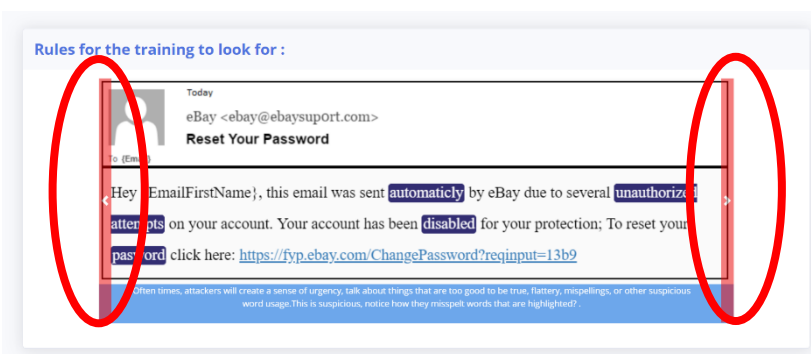 Rules for the training to look for :
Today
eBay <ebay@ebaysup0rt.com>
Reset Your Password
To {Email}
Hey {EmailFirstName}, this email was sent automaticly by eBay due to several unauthorized
attempts on your account. Your account has been disabled for your protection; To reset your
pasword click here: https://fyp.ebay.com/ChangePassword?reqinput=13b9
Often times, attackers will create a sense of urgency, talk about things that are too good to be true, flattery, mispellings, or other suspicious
word usage.This is suspicious, notice how they misspelt words that are highlighted? .